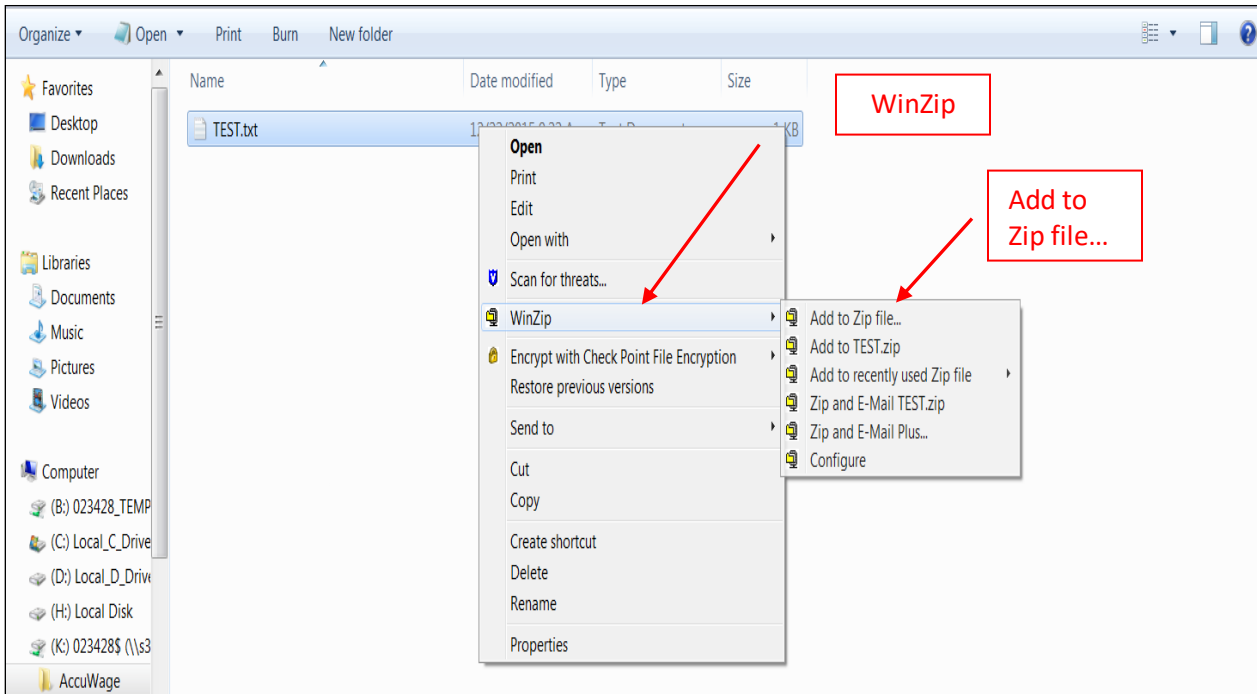 Organize Open Print Burn New folder
Name Date modified Type Size
TEST.txt KB
WinZip
Add to
Zip file...
Favorites
Desktop
Downloads
Recent Places
Libraries
Documents
Music
Pictures
Videos
Computer
(B:) 023428_TEMP
(C:) Local_C_Drive
(D:) Local_D_Drive
(H:) Local Disk
(K:) 023428$ (\\s3
AccuWage
Open
Print
Edit
Open with
Scan for threats...
WinZip
Encrypt with Check Point File Encryption
Restore previous versions
Send to
Cut
Copy
Create shortcut
Delete
Rename
Properties
Add to Zip file...
Add to TEST.zip
Add to recently used Zip file
Zip and E-Mail TEST.zip
Zip and E-Mail Plus...
Configure